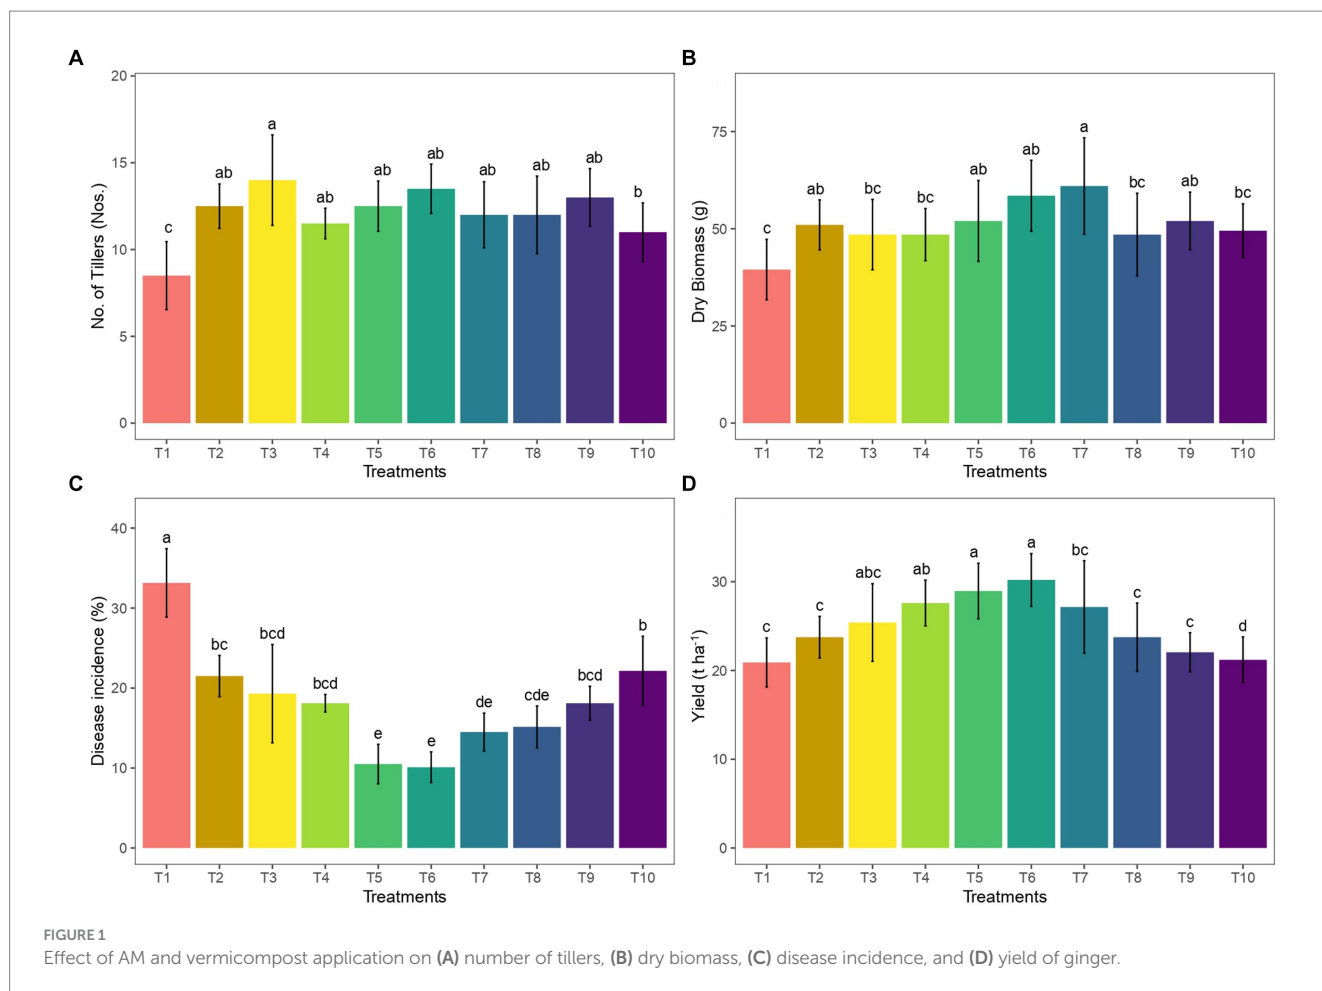 A
No. of Tillers (Nos.)
20
15
10
5
0
c
ab
a
ab
ab
ab
ab
ab
ab
b
T1 T2 T3 T4 T5 T6 T7 T8 T9 T10
Treatments
B
Dry Biomass (g)
75
50
25
0
c
ab
bc
bc
ab
ab
a
bc
ab
bc
T1 T2 T3 T4 T5 T6 T7 T8 T9 T10
Treatments
C
Disease incidence (%)
40
30
20
10
0
a
bc
bcd
bcd
e
e
de
cde
bcd
b
T1 T2 T3 T4 T5 T6 T7 T8 T9 T10
Treatments
D
Yield (t ha⁻¹)
30
20
10
0
c
c
abc
ab
a
a
bc
c
c
d
T1 T2 T3 T4 T5 T6 T7 T8 T9 T10
Treatments
FIGURE 1
Effect of AM and vermicompost application on (A) number of tillers, (B) dry biomass, (C) disease incidence, and (D) yield of ginger.